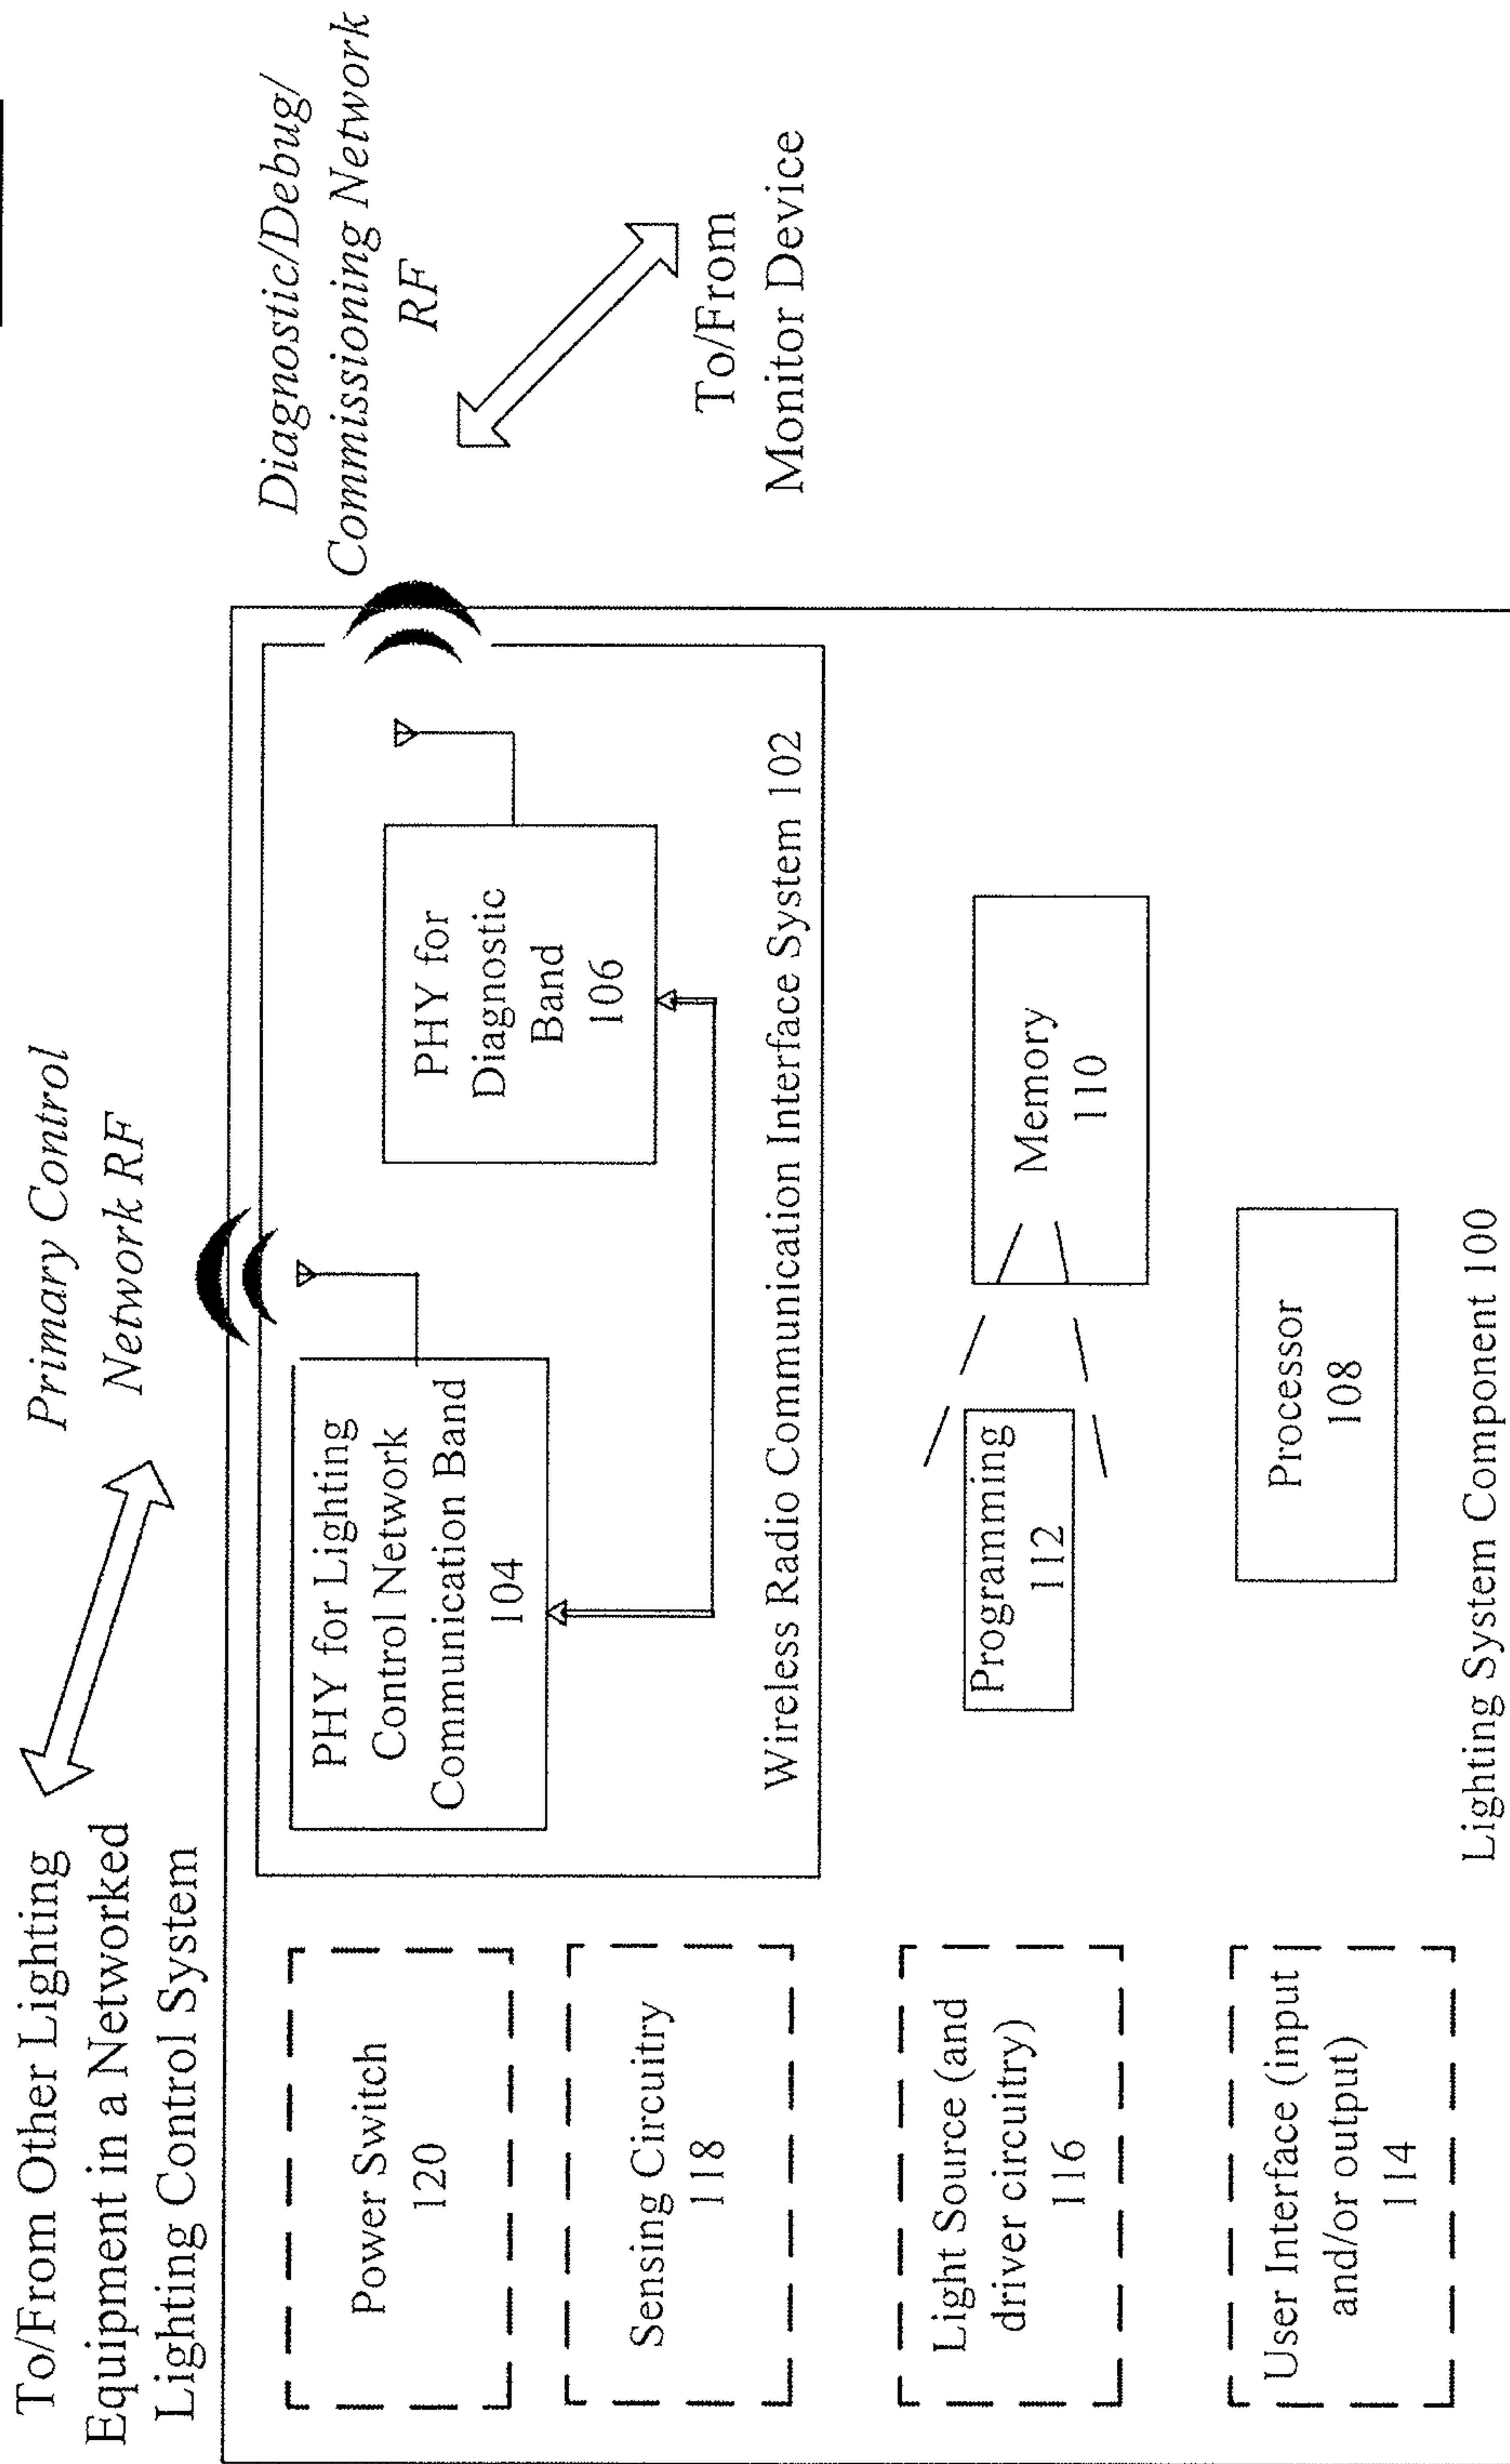 To/From Other Lighting
Equipment in a Networked
Lighting Control System
Primary Control
Network RF
Diagnostic/Debug/
Commissioning Network
RF
To/From
Monitor Device
Power Switch
120
PHY for Lighting
Control Network
Communication Band
104
PHY for
Diagnostic
Band
106
Sensing Circuitry
118
Wireless Radio Communication Interface System 102
Light Source (and
driver circuitry)
116
Programming
112
Memory
110
User Interface (input
and/or output)
114
Processor
108
Lighting System Component 100